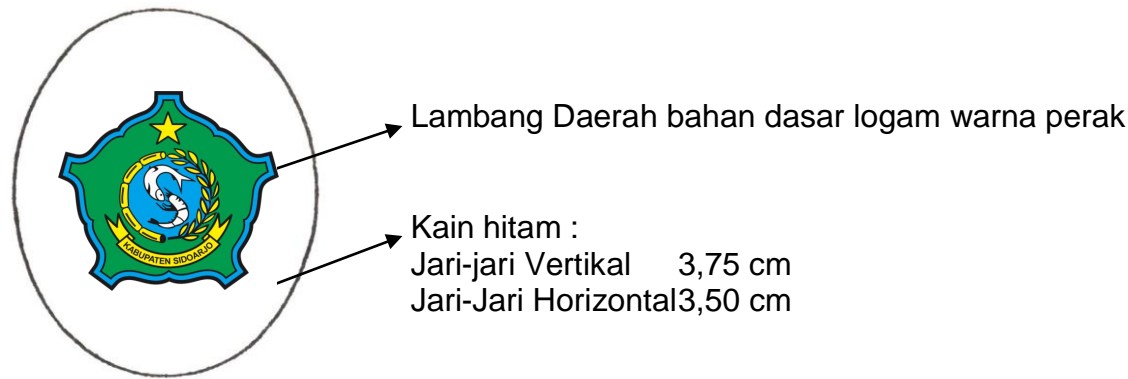 Lambang Daerah bahan dasar logam warna perak
KABUPATEN SIDOARJO
Kain hitam :
Jari-jari Vertikal 3,75 cm
Jari-Jari Horizontal3,50 cm